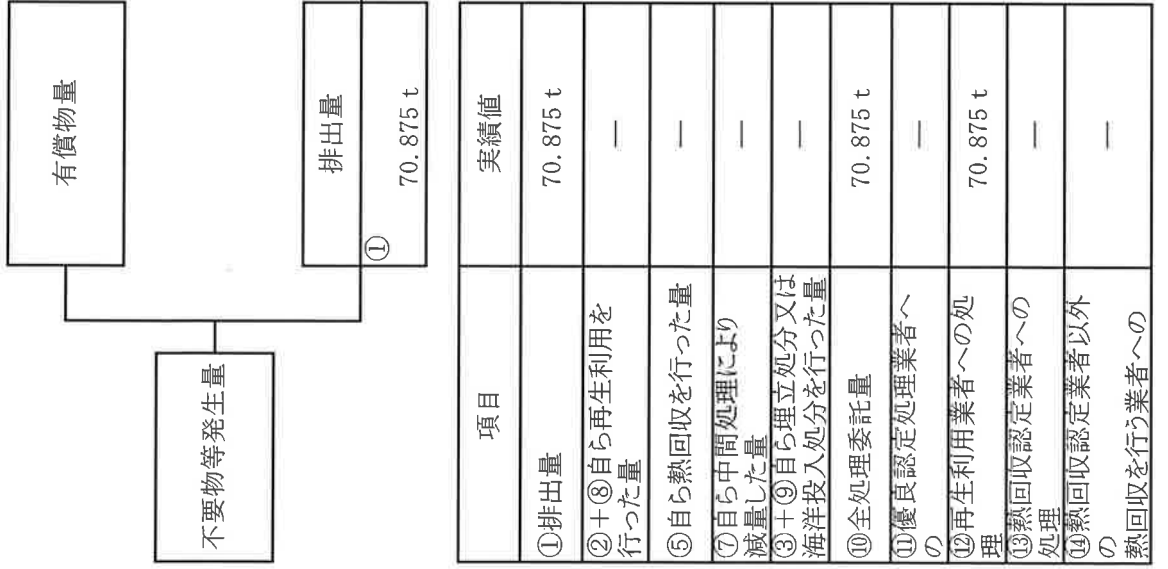 不要物等発生量
有償物量
排出量
①
70.875 t
項目
実績値
①排出量
70.875 t
②+⑧自ら再生利用を
行った量
—
⑤自ら熱回収を行った量
—
⑦自ら中間処理により
減量した量
—
③+⑨自ら埋立処分又は
海洋投入処分を行った量
—
⑩全処理委託量
70.875 t
⑪優良認定処理業者へ
の
—
⑫再生利用業者への処
理
70.875 t
⑬熱回収認定業者への
処理
—
⑭熱回収認定業者以外
の
熱回収を行う業者への
—